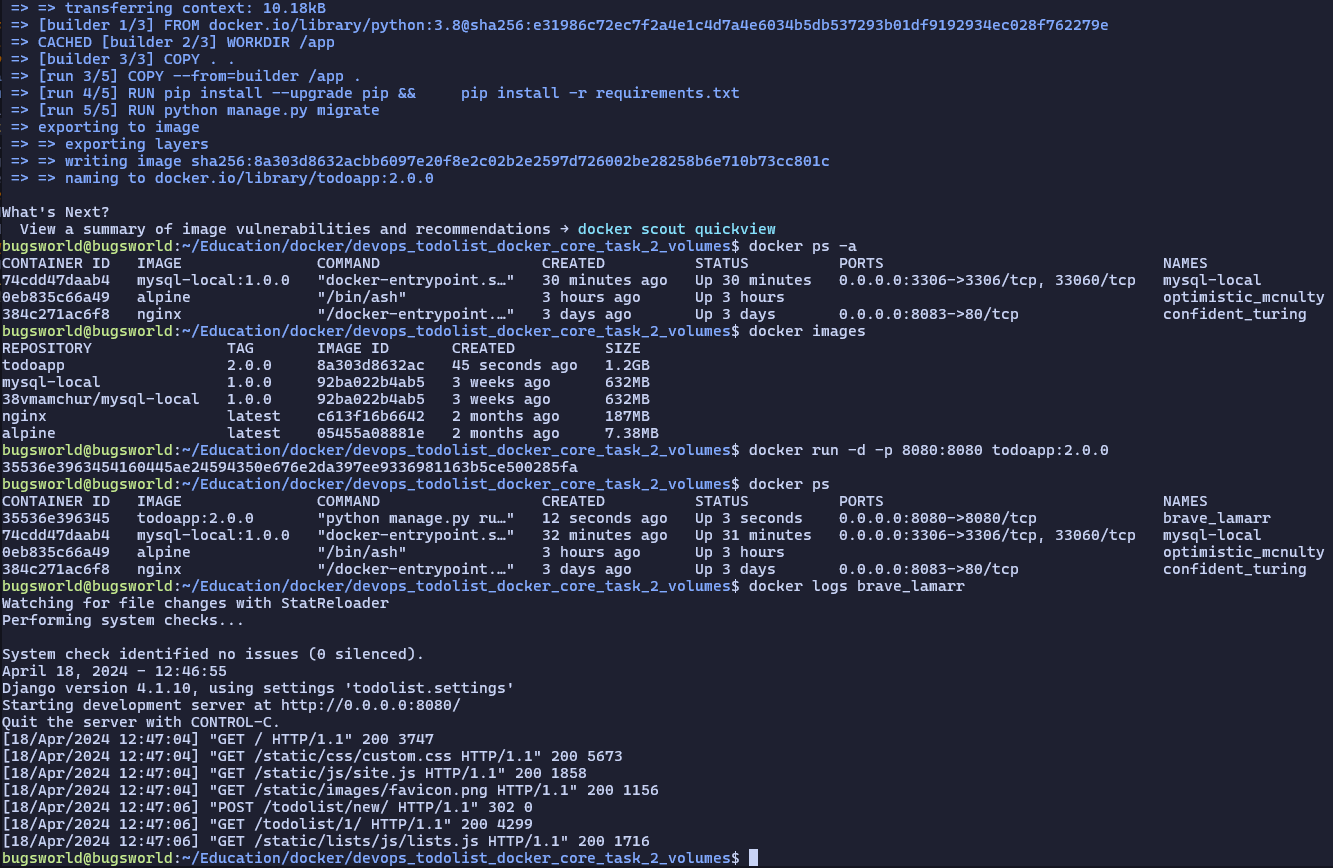 => => transferring context: 10.18kB
=> [builder 1/3] FROM docker.io/library/python:3.8@sha256:e31986c72ec7f2a4e1c4d7a4e6034b5db537293b01df9192934ec028f762279e
=> CACHED [builder 2/3] WORKDIR /app
=> [builder 3/3] COPY . .
=> [run 3/5] COPY --from=builder /app .
=> [run 4/5] RUN pip install --upgrade pip &&     pip install -r requirements.txt
=> [run 5/5] RUN python manage.py migrate
=> exporting to image
=> => exporting layers
=> => writing image sha256:8a303d8632acbb6097e20f8e2c02b2e2597d726002be28258b6e710b73cc801c
=> => naming to docker.io/library/todoapp:2.0.0
What's Next?
  View a summary of image vulnerabilities and recommendations → docker scout quickview
bugsworld@bugsworld:~/Education/docker/devops_todolist_docker_core_task_2_volumes$ docker ps -a
CONTAINER ID   IMAGE               COMMAND                  CREATED          STATUS          PORTS                               NAMES
74cdd47daab4   mysql-local:1.0.0   "docker-entrypoint.s…"   30 minutes ago   Up 30 minutes   0.0.0.0:3306->3306/tcp, 33060/tcp   mysql-local
0eb835c66a49   alpine              "/bin/ash"               3 hours ago      Up 3 hours                                          optimistic_mcnulty
384c271ac6f8   nginx               "/docker-entrypoint.…"   3 days ago       Up 3 days       0.0.0.0:8083->80/tcp                confident_turing
bugsworld@bugsworld:~/Education/docker/devops_todolist_docker_core_task_2_volumes$ docker images
REPOSITORY               TAG       IMAGE ID       CREATED          SIZE
todoapp                  2.0.0     8a303d8632ac   45 seconds ago   1.2GB
mysql-local              1.0.0     92ba022b4ab5   3 weeks ago      632MB
38vmamchur/mysql-local   1.0.0     92ba022b4ab5   3 weeks ago      632MB
nginx                    latest    c613f16b6642   2 months ago     187MB
alpine                   latest    05455a08881e   2 months ago     7.38MB
bugsworld@bugsworld:~/Education/docker/devops_todolist_docker_core_task_2_volumes$ docker run -d -p 8080:8080 todoapp:2.0.0
35536e3963454160445ae24594350e676e2da397ee9336981163b5ce500285fa
bugsworld@bugsworld:~/Education/docker/devops_todolist_docker_core_task_2_volumes$ docker ps
CONTAINER ID   IMAGE               COMMAND                  CREATED          STATUS          PORTS                               NAMES
35536e396345   todoapp:2.0.0       "python manage.py ru…"   12 seconds ago   Up 3 seconds    0.0.0.0:8080->8080/tcp              brave_lamarr
74cdd47daab4   mysql-local:1.0.0   "docker-entrypoint.s…"   32 minutes ago   Up 31 minutes   0.0.0.0:3306->3306/tcp, 33060/tcp   mysql-local
0eb835c66a49   alpine              "/bin/ash"               3 hours ago      Up 3 hours                                          optimistic_mcnulty
384c271ac6f8   nginx               "/docker-entrypoint.…"   3 days ago       Up 3 days       0.0.0.0:8083->80/tcp                confident_turing
bugsworld@bugsworld:~/Education/docker/devops_todolist_docker_core_task_2_volumes$ docker logs brave_lamarr
Watching for file changes with StatReloader
Performing system checks...
System check identified no issues (0 silenced).
April 18, 2024 - 12:46:55
Django version 4.1.10, using settings 'todolist.settings'
Starting development server at http://0.0.0.0:8080/
Quit the server with CONTROL-C.
[18/Apr/2024 12:47:04] "GET / HTTP/1.1" 200 3747
[18/Apr/2024 12:47:04] "GET /static/css/custom.css HTTP/1.1" 200 5673
[18/Apr/2024 12:47:04] "GET /static/js/site.js HTTP/1.1" 200 1858
[18/Apr/2024 12:47:04] "GET /static/images/favicon.png HTTP/1.1" 200 1156
[18/Apr/2024 12:47:06] "POST /todolist/new/ HTTP/1.1" 302 0
[18/Apr/2024 12:47:06] "GET /todolist/1/ HTTP/1.1" 200 4299
[18/Apr/2024 12:47:06] "GET /static/lists/js/lists.js HTTP/1.1" 200 1716
bugsworld@bugsworld:~/Education/docker/devops_todolist_docker_core_task_2_volumes$